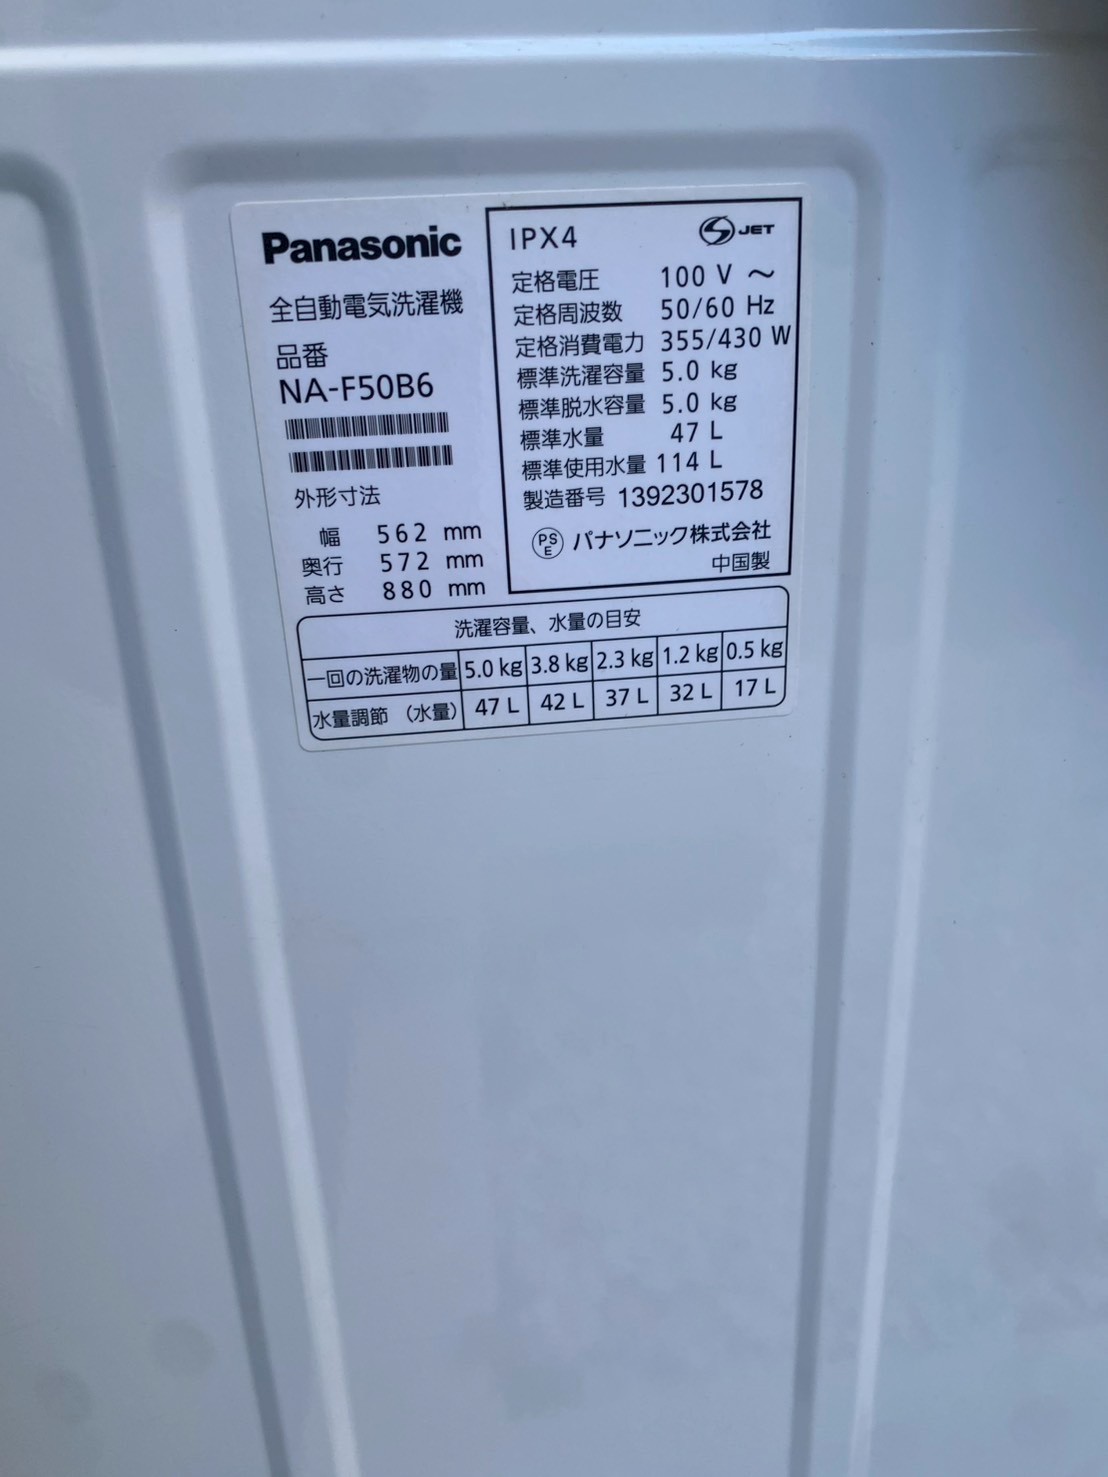 Panasonic
全自動電気洗濯機
品番
NA-F50B6
外形寸法
幅 562 mm
奥行 572 mm
高さ 880 mm
IPX4 S JET
定格電圧 100 V ～
定格周波数 50/60 Hz
定格消費電力 355/430 W
標準洗濯容量 5.0 kg
標準脱水容量 5.0 kg
標準水量 47 L
標準使用水量 114 L
製造番号 1392301578
PSE パナソニック株式会社
中国製
洗濯容量、水量の目安
一回の洗濯物の量 5.0 kg 3.8 kg 2.3 kg 1.2 kg 0.5 kg
水量調節 （水量） 47 L 42 L 37 L 32 L 17 L